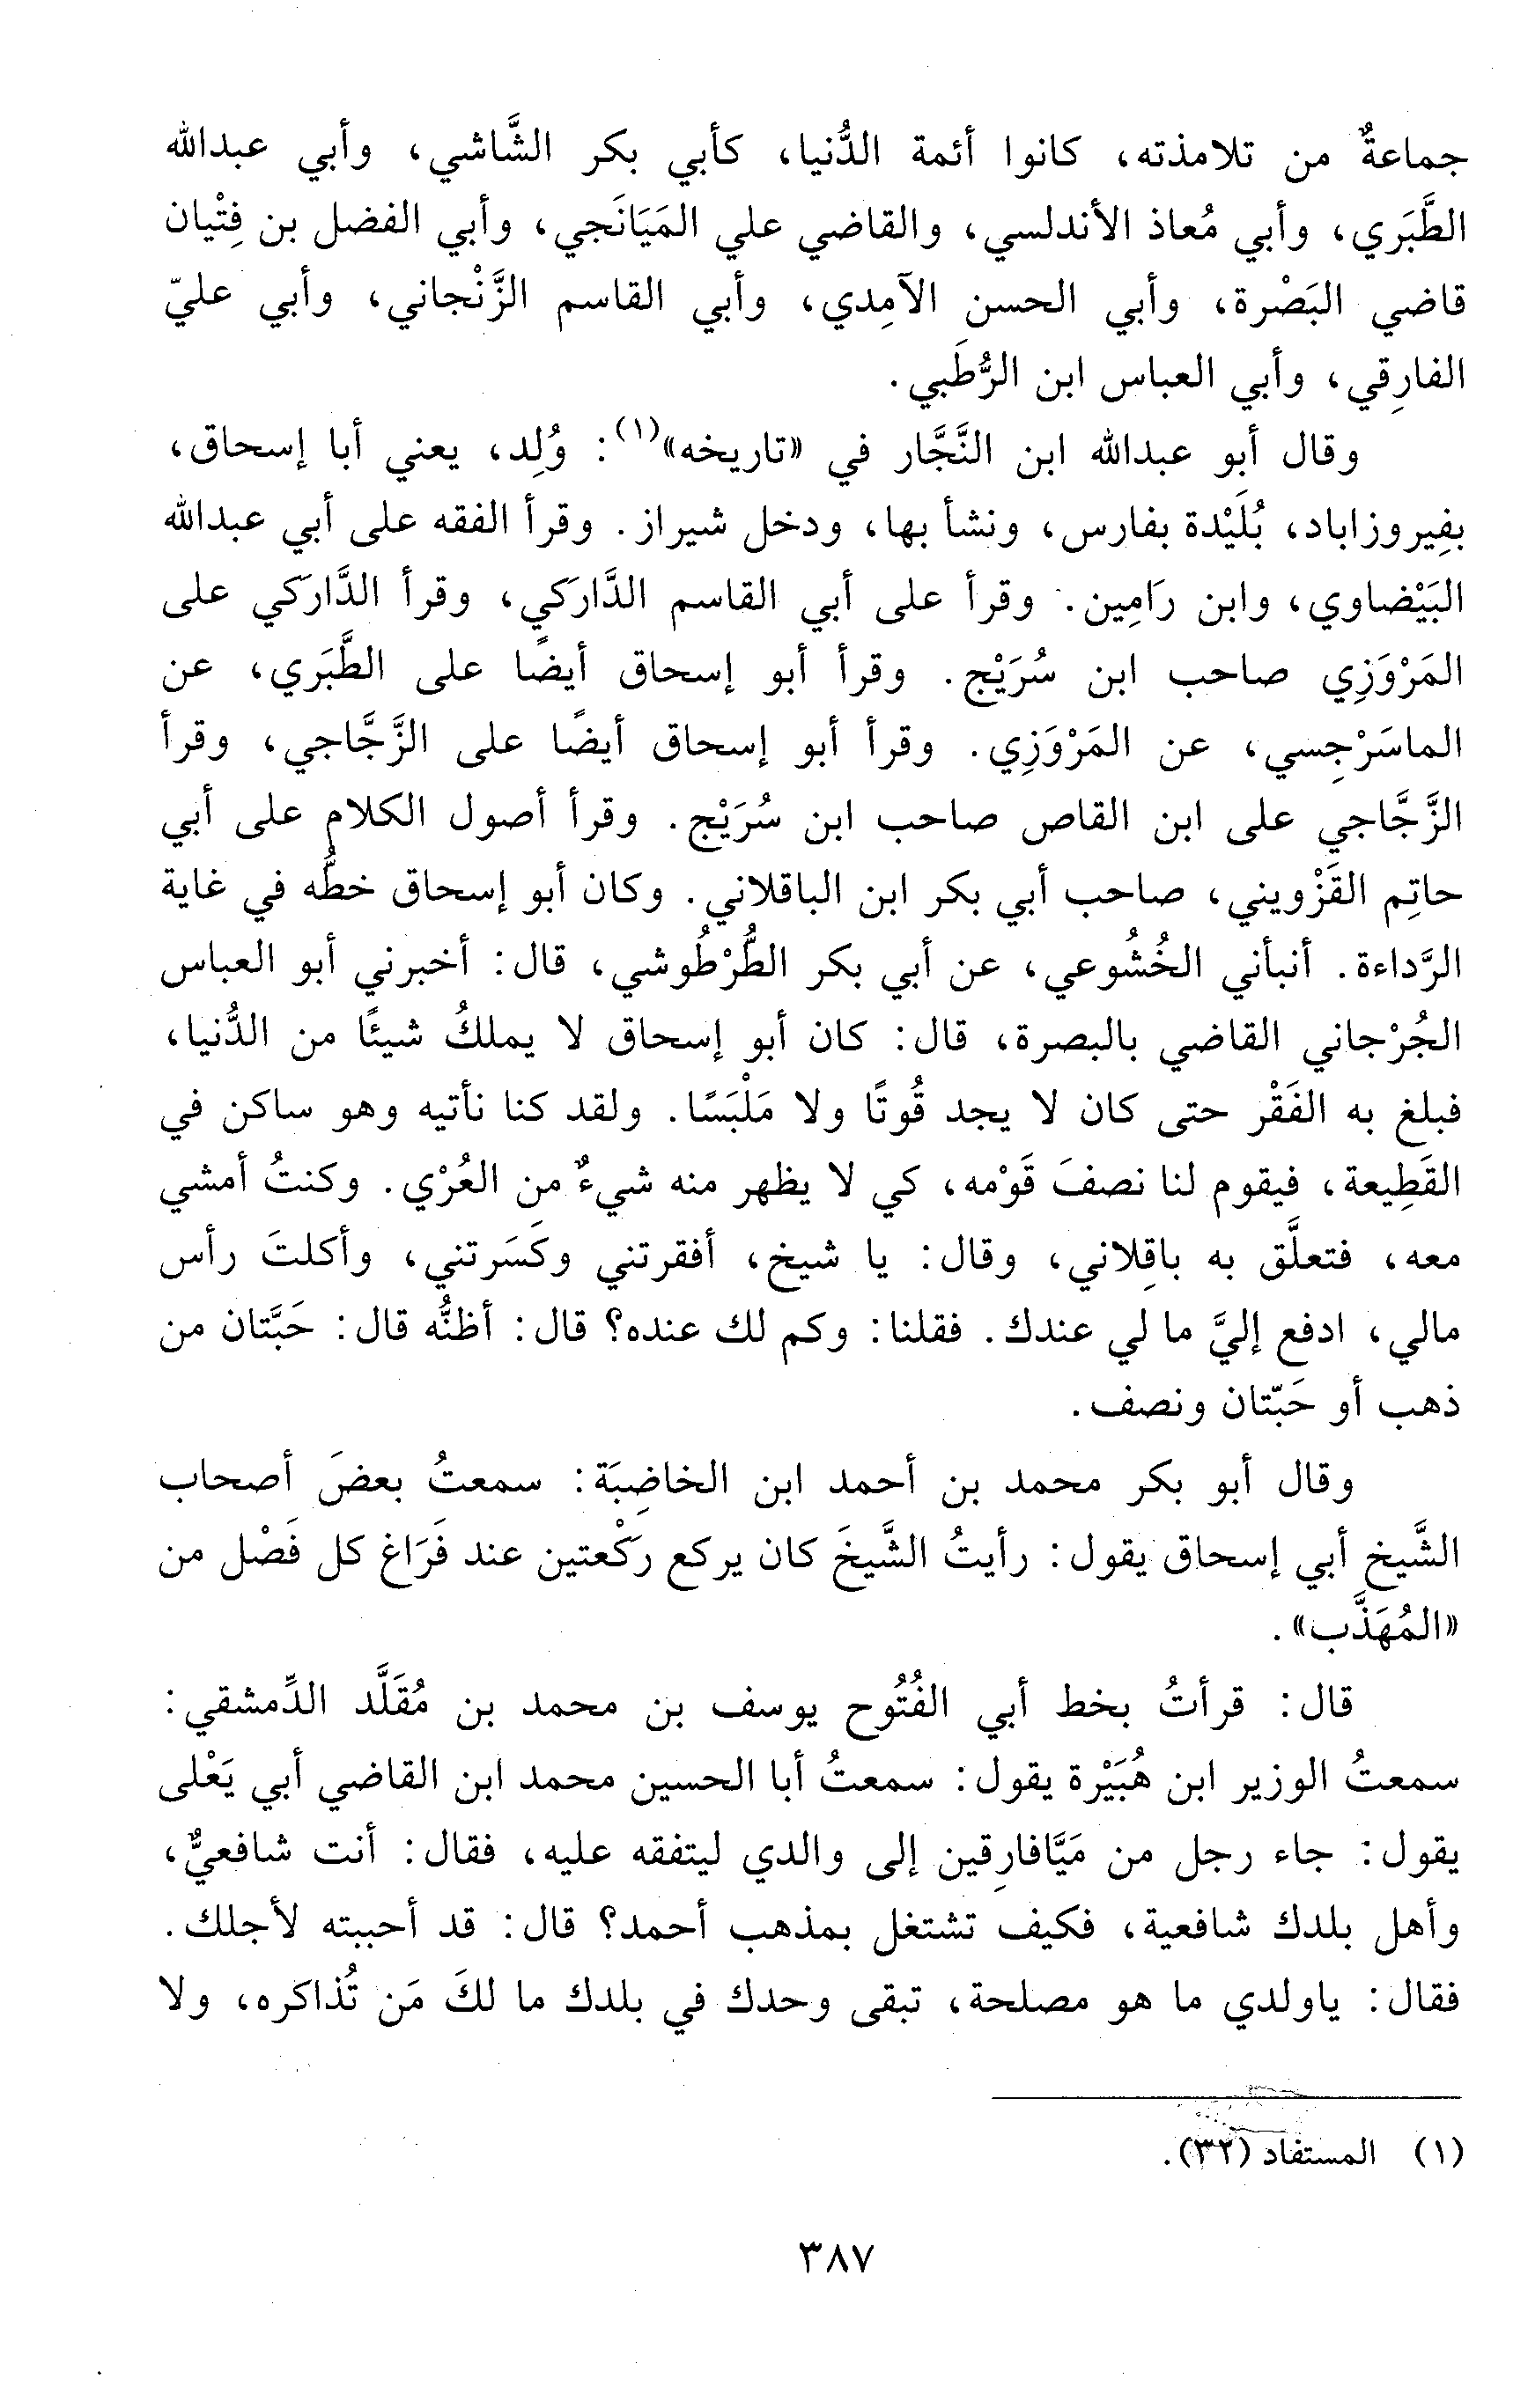 جماعةٌ من تلامذته، كانوا أئمة الدُّنيا، كأبي بكر الشَّاشي، وأبي عبدالله
الطَّبَري، وأبي مُعاذ الأندلسي، والقاضي علي المَيَانَجي، وأبي الفضل بن فِتْيان
قاضي البَصْرة، وأبي الحسن الآمِدي، وأبي القاسم الزَّنْجاني، وأبي عليّ
الفارِقي، وأبي العباس ابن الرُّطَبي.
وقال أبو عبدالله ابن النَّجَّار في «تاريخه»(١): وُلِد، يعني أبا إسحاق،
بفِيروزاباد، بُلَيْدة بفارس، ونشأ بها، ودخل شيراز. وقرأ الفقه على أبي عبدالله
البَيْضاوي، وابن رَامِين. وقرأ على أبي القاسم الدَّارَكي، وقرأ الدَّارَكي على
المَرْوَزِي صاحب ابن سُرَيْج. وقرأ أبو إسحاق أيضًا على الطَّبَري، عن
الماسَرْجِسي، عن المَرْوَزِي. وقرأ أبو إسحاق أيضًا على الزَّجَّاجي، وقرأ
الزَّجَّاجي على ابن القاص صاحب ابن سُرَيْج. وقرأ أصول الكلام على أبي
حاتِم القَزْويني، صاحب أبي بكر ابن الباقلاني. وكان أبو إسحاق خطُّه في غاية
الرَّداءة. أنبأني الخُشُوعي، عن أبي بكر الطُّرْطُوشي، قال: أخبرني أبو العباس
الجُرْجاني القاضي بالبصرة، قال: كان أبو إسحاق لا يملكُ شيئًا من الدُّنيا،
فبلغ به الفَقْر حتى كان لا يجد قُوتًا ولا مَلْبَسًا. ولقد كنا نأتيه وهو ساكن في
القَطِيعة، فيقوم لنا نصفَ قَوْمه، كي لا يظهر منه شيءٌ من العُرْي. وكنتُ أمشي
معه، فتعلَّق به باقِلاني، وقال: يا شيخ، أفقرتني وكَسَرتني، وأكلتَ رأس
مالي، ادفع إليَّ ما لي عندك. فقلنا: وكم لك عنده؟ قال: أظنُّه قال: حَبَّتان من
ذهب أو حَبّتان ونصف.
وقال أبو بكر محمد بن أحمد ابن الخاضِبَة: سمعتُ بعضَ أصحاب
الشَّيخ أبي إسحاق يقول: رأيتُ الشَّيخَ كان يركع ركْعتين عند فَرَاغ كل فَصْل من
«المُهَذَّب».
قال: قرأتُ بخط أبي الفُتُوح يوسف بن محمد بن مُقَلَّد الدِّمشقي:
سمعتُ الوزير ابن هُبَيْرة يقول: سمعتُ أبا الحسين محمد ابن القاضي أبي يَعْلى
يقول: جاء رجل من مَيَّافارِقين إلى والدي ليتفقه عليه، فقال: أنت شافعيٌّ،
وأهل بلدك شافعية، فكيف تشتغل بمذهب أحمد؟ قال: قد أحببته لأجلك.
فقال: ياولدي ما هو مصلحة، تبقى وحدك في بلدك ما لكَ مَن تُذاكره، ولا
(١) المستفاد (٣٢).
٣٨٧